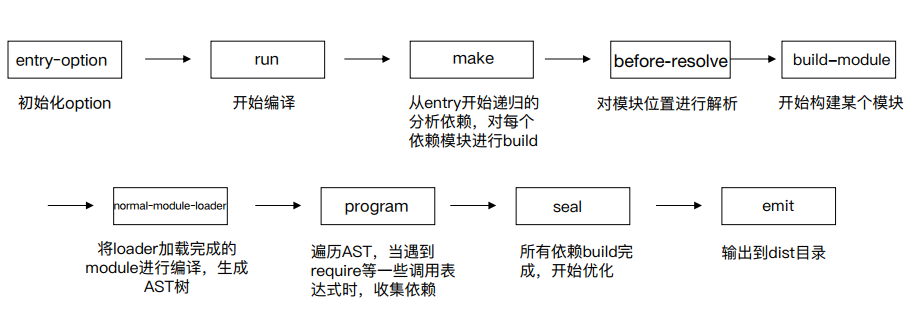 entry-option
run
make
before-resolve
build-module
初始化option
开始编译
从entry开始递归的
分析依赖，对每个
依赖模块进行build
对模块位置进行解析
开始构建某个模块
normal-module-loader
program
seal
emit
将loader加载完成的
module进行编译，生成
AST树
遍历AST，当遇到
require等一些调用表
达式时，收集依赖
所有依赖build完
成，开始优化
输出到dist目录